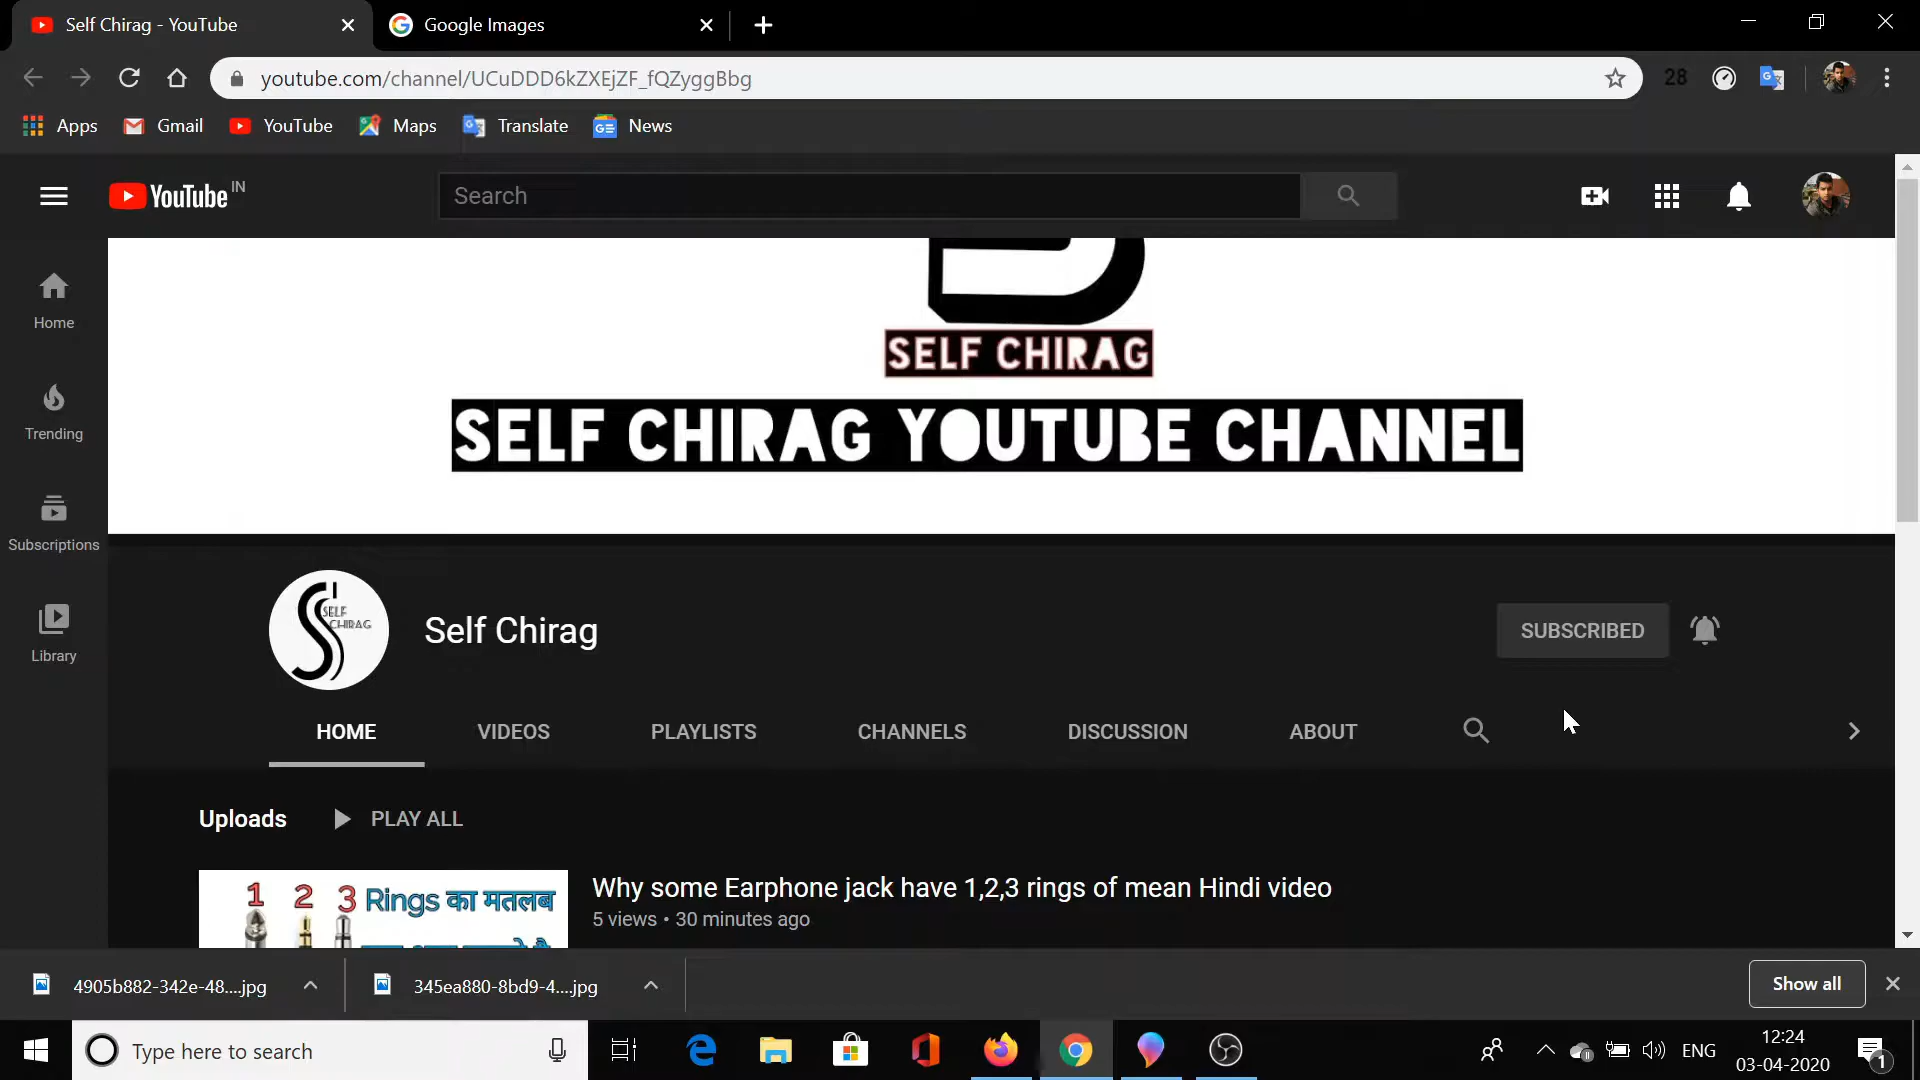 Self Chirag - YouTube
Google Images
youtube.com/channel/UCuDDD6kZXEjZF_fQZyggBbg
28
Apps
Gmail
YouTube
Maps
Translate
News
YouTube IN
Search
Home
Trending
Subscriptions
Library
SELF CHIRAG
SELF CHIRAG YOUTUBE CHANNEL
SELF
CHIRAG
Self Chirag
SUBSCRIBED
HOME
VIDEOS
PLAYLISTS
CHANNELS
DISCUSSION
ABOUT
Uploads
PLAY ALL
1 2 3 Rings का मतलब
Why some Earphone jack have 1,2,3 rings of mean Hindi video
5 views • 30 minutes ago
4905b882-342e-48....jpg
345ea880-8bd9-4....jpg
Show all
Type here to search
ENG
12:24
03-04-2020
1